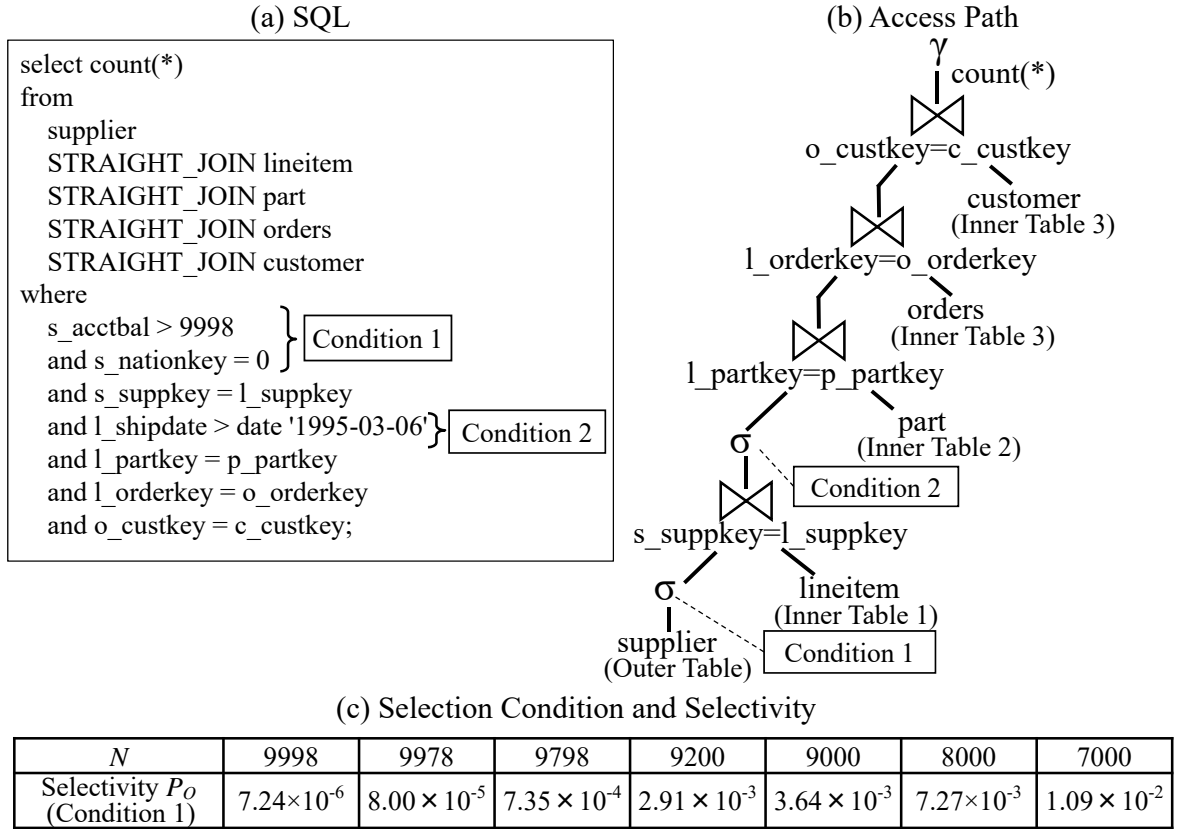 (a) SQL
select count(*)
from
supplier
STRAIGHT_JOIN lineitem
STRAIGHT_JOIN part
STRAIGHT_JOIN orders
STRAIGHT_JOIN customer
where
s_acctbal > 9998
and s_nationkey = 0
Condition 1
and s_suppkey = l_suppkey
and l_shipdate > date '1995-03-06'
Condition 2
and l_partkey = p_partkey
and l_orderkey = o_orderkey
and o_custkey = c_custkey;
(b) Access Path
γ
count(*)
o_custkey=c_custkey
customer
(Inner Table 3)
l_orderkey=o_orderkey
orders
(Inner Table 3)
l_partkey=p_partkey
part
(Inner Table 2)
σ
Condition 2
s_suppkey=l_suppkey
lineitem
(Inner Table 1)
σ
Condition 1
supplier
(Outer Table)
(c) Selection Condition and Selectivity
N 9998 9978 9798 9200 9000 8000 7000
Selectivity P_O
(Condition 1) 7.24×10^-6 8.00×10^-5 7.35×10^-4 2.91×10^-3 3.64×10^-3 7.27×10^-3 1.09×10^-2